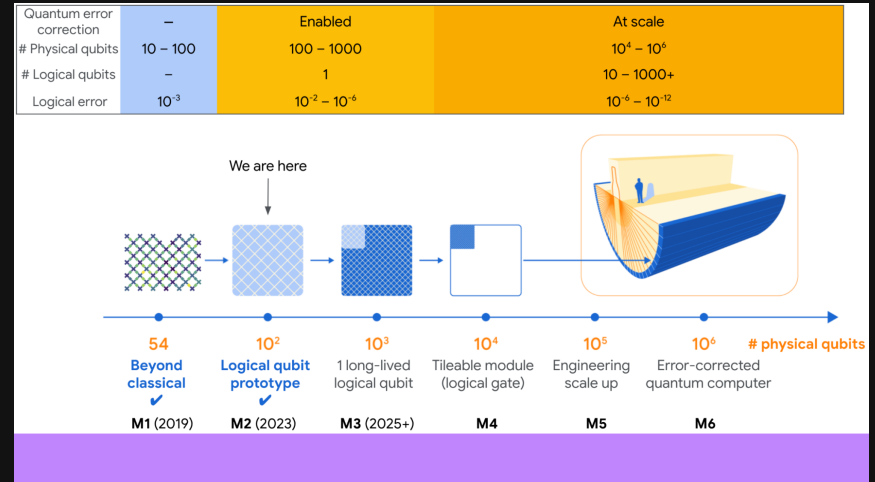 Quantum error correction – Enabled At scale
# Physical qubits 10 – 100 100 – 1000 10⁴ – 10⁶
# Logical qubits – 1 10 – 1000+
Logical error 10⁻³ 10⁻² – 10⁻⁶ 10⁻⁶ – 10⁻¹²
We are here
54 10² 10³ 10⁴ 10⁵ 10⁶ # physical qubits
Beyond classical ✔
Logical qubit prototype ✔
1 long-lived logical qubit
Tileable module (logical gate)
Engineering scale up
Error-corrected quantum computer
M1 (2019) M2 (2023) M3 (2025+) M4 M5 M6